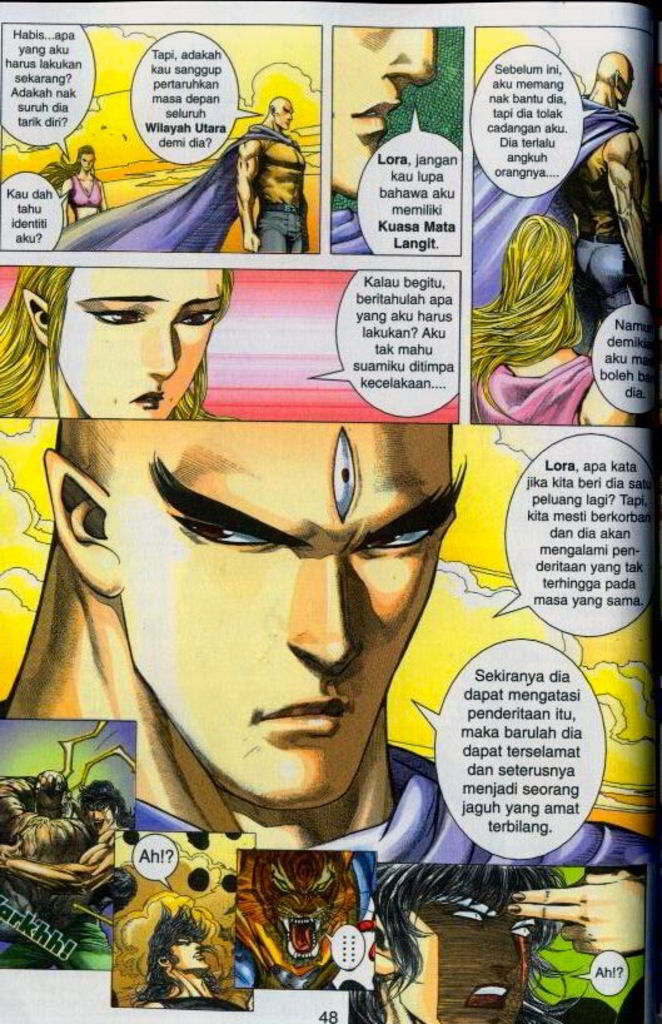 Habis...apa
yang aku
harus lakukan
sekarang?
Adakah nak
suruh dia
tarik diri?
Tapi, adakah
kau sanggup
pertaruhkan
masa depan
seluruh
Wilayah Utara
demi dia?
Kau dah
tahu
identiti
aku?
Lora, jangan
kau lupa
bahawa aku
memiliki
Kuasa Mata
Langit.
Sebelum ini,
aku memang
nak bantu dia,
tapi dia tolak
cadangan aku.
Dia terlalu
angkuh
orangnya....
demikian
aku
boleh
dia.
Kalau begitu,
beritahulah apa
yang aku harus
lakukan? Aku
tak mahu
suamiku ditimpa
kecelakaan....
Lora, apa kata
jika kita beri dia satu
peluang lagi? Tapi,
kita mesti berkorban
dan dia akan
mengalami pen-
deritaan yang tak
terhingga pada
masa yang sama.
Sekiranya dia
dapat mengatasi
penderitaan itu,
maka barulah dia
dapat terselamat
dan seterusnya
menjadi seorang
jaguh yang amat
terbilang.
Ah!?
Ah!?
48